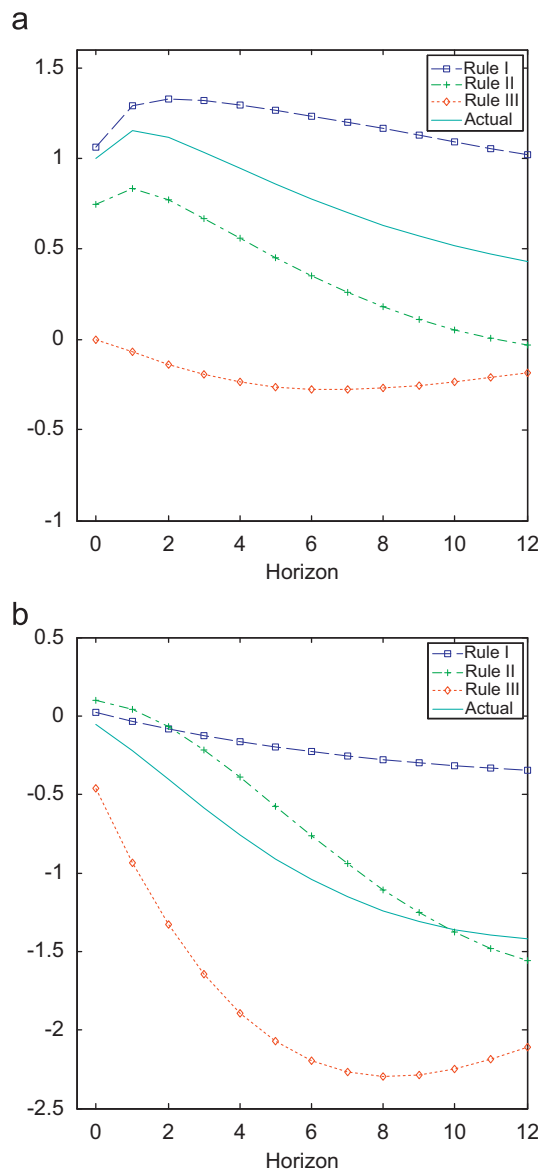 a
1.5
1
0.5
0
-0.5
-1
Rule I
Rule II
Rule III
Actual
0 2 4 6 8 10 12
Horizon
b
0.5
0
-0.5
-1
-1.5
-2
-2.5
Rule I
Rule II
Rule III
Actual
0 2 4 6 8 10 12
Horizon